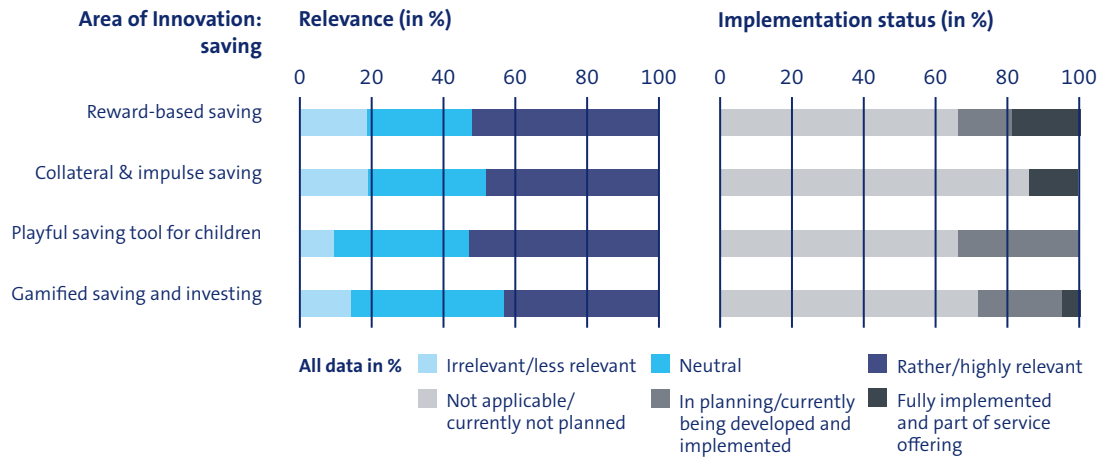 Area of Innovation:
saving
Relevance (in %)
Implementation status (in %)
0 20 40 60 80 100
0 20 40 60 80 100
Reward-based saving
Collateral & impulse saving
Playful saving tool for children
Gamified saving and investing
All data in %
Irrelevant/less relevant
Neutral
Rather/highly relevant
Not applicable/
currently not planned
In planning/currently
being developed and
implemented
Fully implemented
and part of service
offering